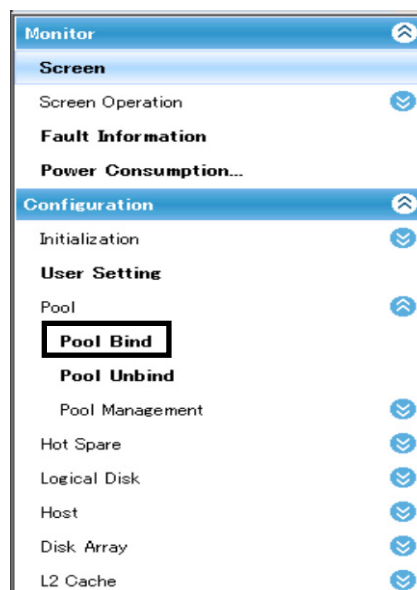 Monitor
Screen
Screen Operation
Fault Information
Power Consumption...
Configuration
Initialization
User Setting
Pool
Pool Bind
Pool Unbind
Pool Management
Hot Spare
Logical Disk
Host
Disk Array
L2 Cache